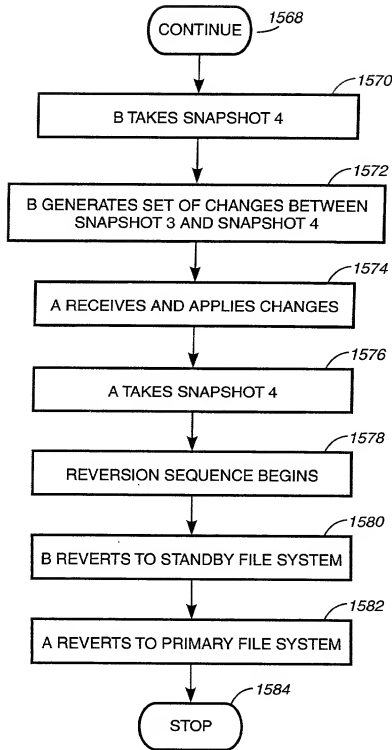 CONTINUE
1568
1570
B TAKES SNAPSHOT 4
1572
B GENERATES SET OF CHANGES BETWEEN
SNAPSHOT 3 AND SNAPSHOT 4
1574
A RECEIVES AND APPLIES CHANGES
1576
A TAKES SNAPSHOT 4
1578
REVERSION SEQUENCE BEGINS
1580
B REVERTS TO STANDBY FILE SYSTEM
1582
A REVERTS TO PRIMARY FILE SYSTEM
1584
STOP